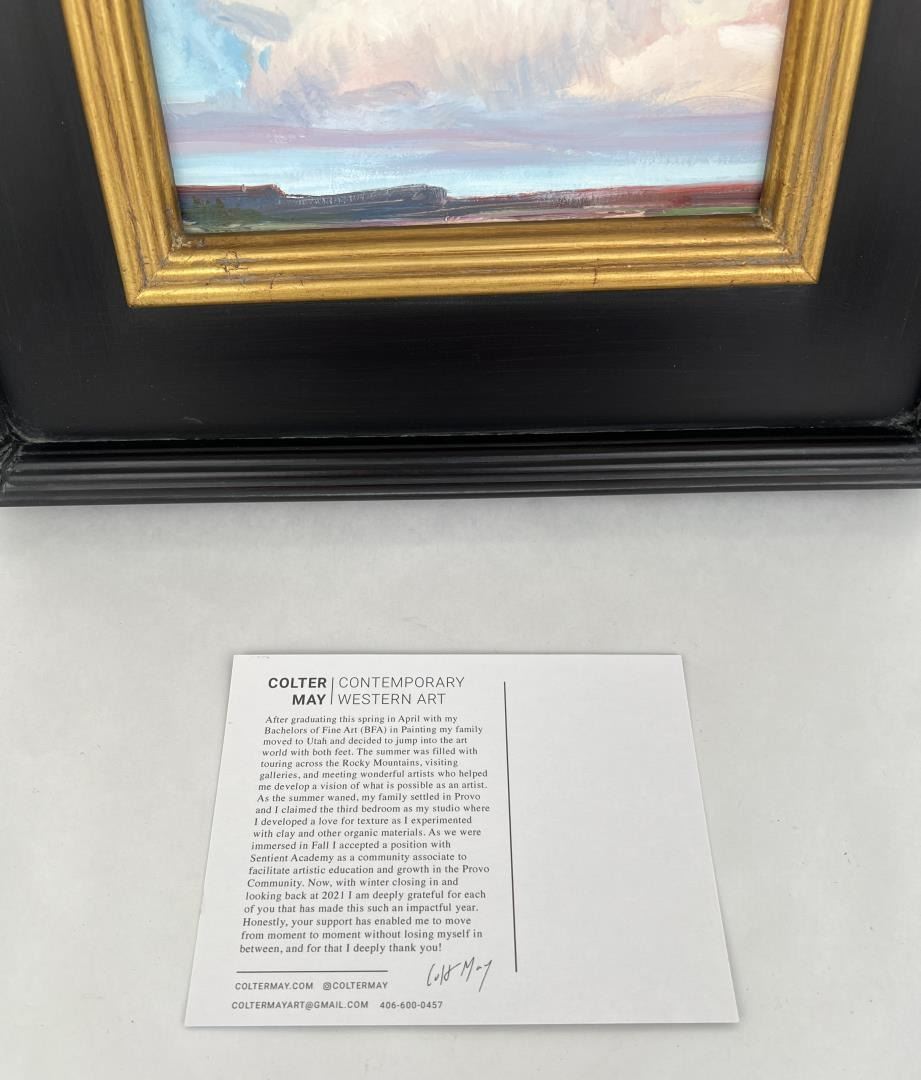 COLTER MAY | CONTEMPORARY WESTERN ART
After graduating this spring in April with my
Bachelors of Fine Art (BFA) in Painting my family
moved to Utah and decided to jump into the art
world with both feet. The summer was filled with
touring across the Rocky Mountains, visiting
galleries, and meeting wonderful artists who helped
me develop a vision of what is possible as an artist.
As the summer waned, my family settled in Provo
and I claimed the third bedroom as my studio where
I developed a love for texture as I experimented
with clay and other organic materials. As we were
immersed in Fall I accepted a position with
Sentient Academy as a community associate to
facilitate artistic education and growth in the Provo
Community. Now, with winter closing in and
looking back at 2021 I am deeply grateful for each
of you that has made this such an impactful year.
Honestly, your support has enabled me to move
from moment to moment without losing myself in
between, and for that I deeply thank you!
Colt May
COLTERMAY.COM @COLTERMAY
COLTERMAYART@GMAIL.COM 406-600-0457